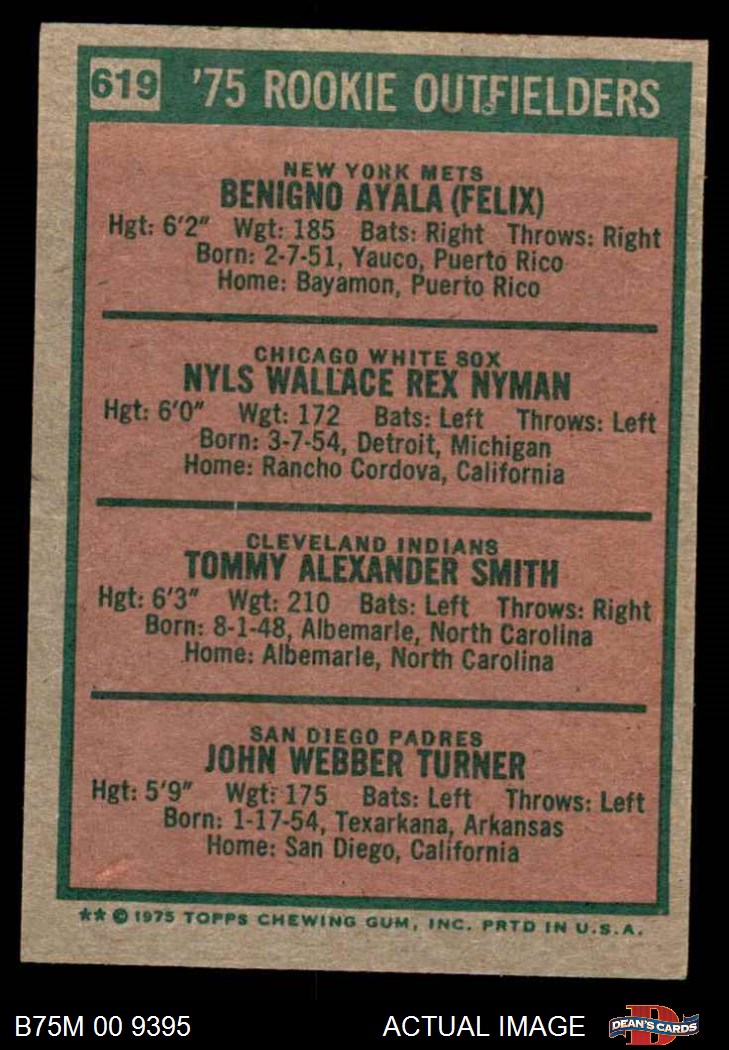 619 '75 ROOKIE OUTFIELDERS
NEW YORK METS
BENIGNO AYALA (FELIX)
Hgt: 6'2" Wgt: 185 Bats: Right Throws: Right
Born: 2-7-51, Yauco, Puerto Rico
Home: Bayamon, Puerto Rico
CHICAGO WHITE SOX
NYLS WALLACE REX NYMAN
Hgt: 6'0" Wgt: 172 Bats: Left Throws: Left
Born: 3-7-54, Detroit, Michigan
Home: Rancho Cordova, California
CLEVELAND INDIANS
TOMMY ALEXANDER SMITH
Hgt: 6'3" Wgt: 210 Bats: Left Throws: Right
Born: 8-1-48, Albemarle, North Carolina
Home: Albemarle, North Carolina
SAN DIEGO PADRES
JOHN WEBBER TURNER
Hgt: 5'9" Wgt: 175 Bats: Left Throws: Left
Born: 1-17-54, Texarkana, Arkansas
Home: San Diego, California
** © 1975 TOPPS CHEWING GUM, INC. PRTD IN U.S.A.
B75M 00 9395 ACTUAL IMAGE DEAN'S CARDS